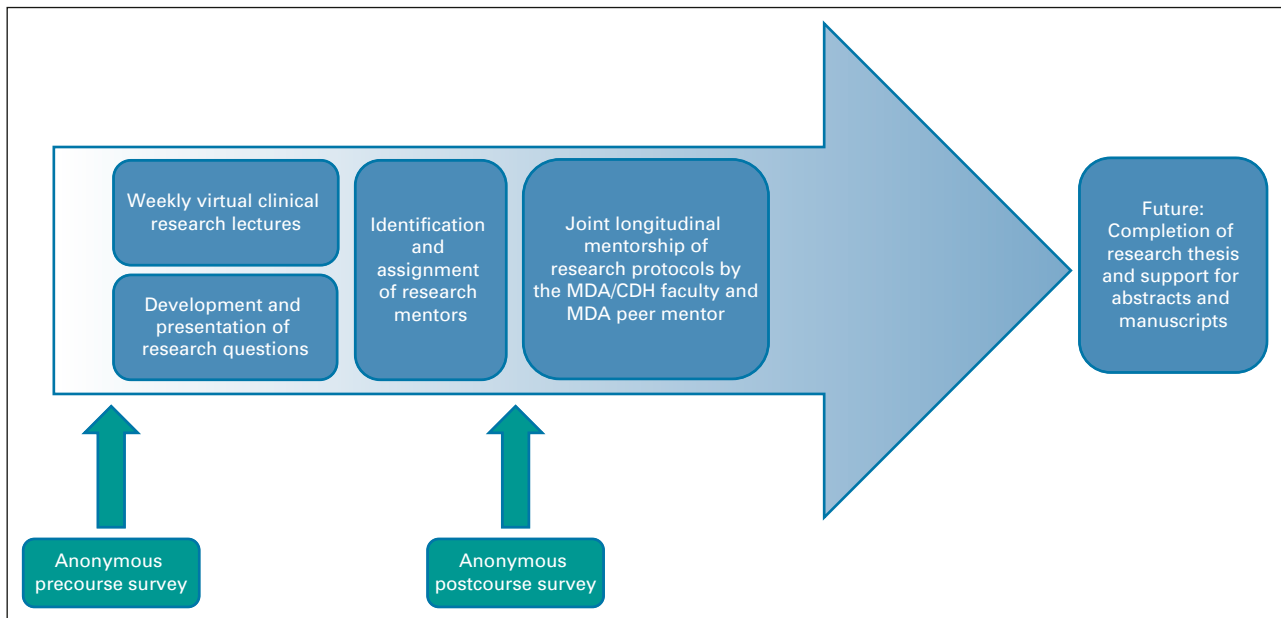 Weekly virtual clinical
research lectures
Development and
presentation of
research questions
Identification
and
assignment
of research
mentors
Joint longitudinal
mentorship of
research protocols by
the MDA/CDH faculty and
MDA peer mentor
Future:
Completion of
research thesis
and support for
abstracts and
manuscripts
Anonymous
precourse survey
Anonymous
postcourse survey